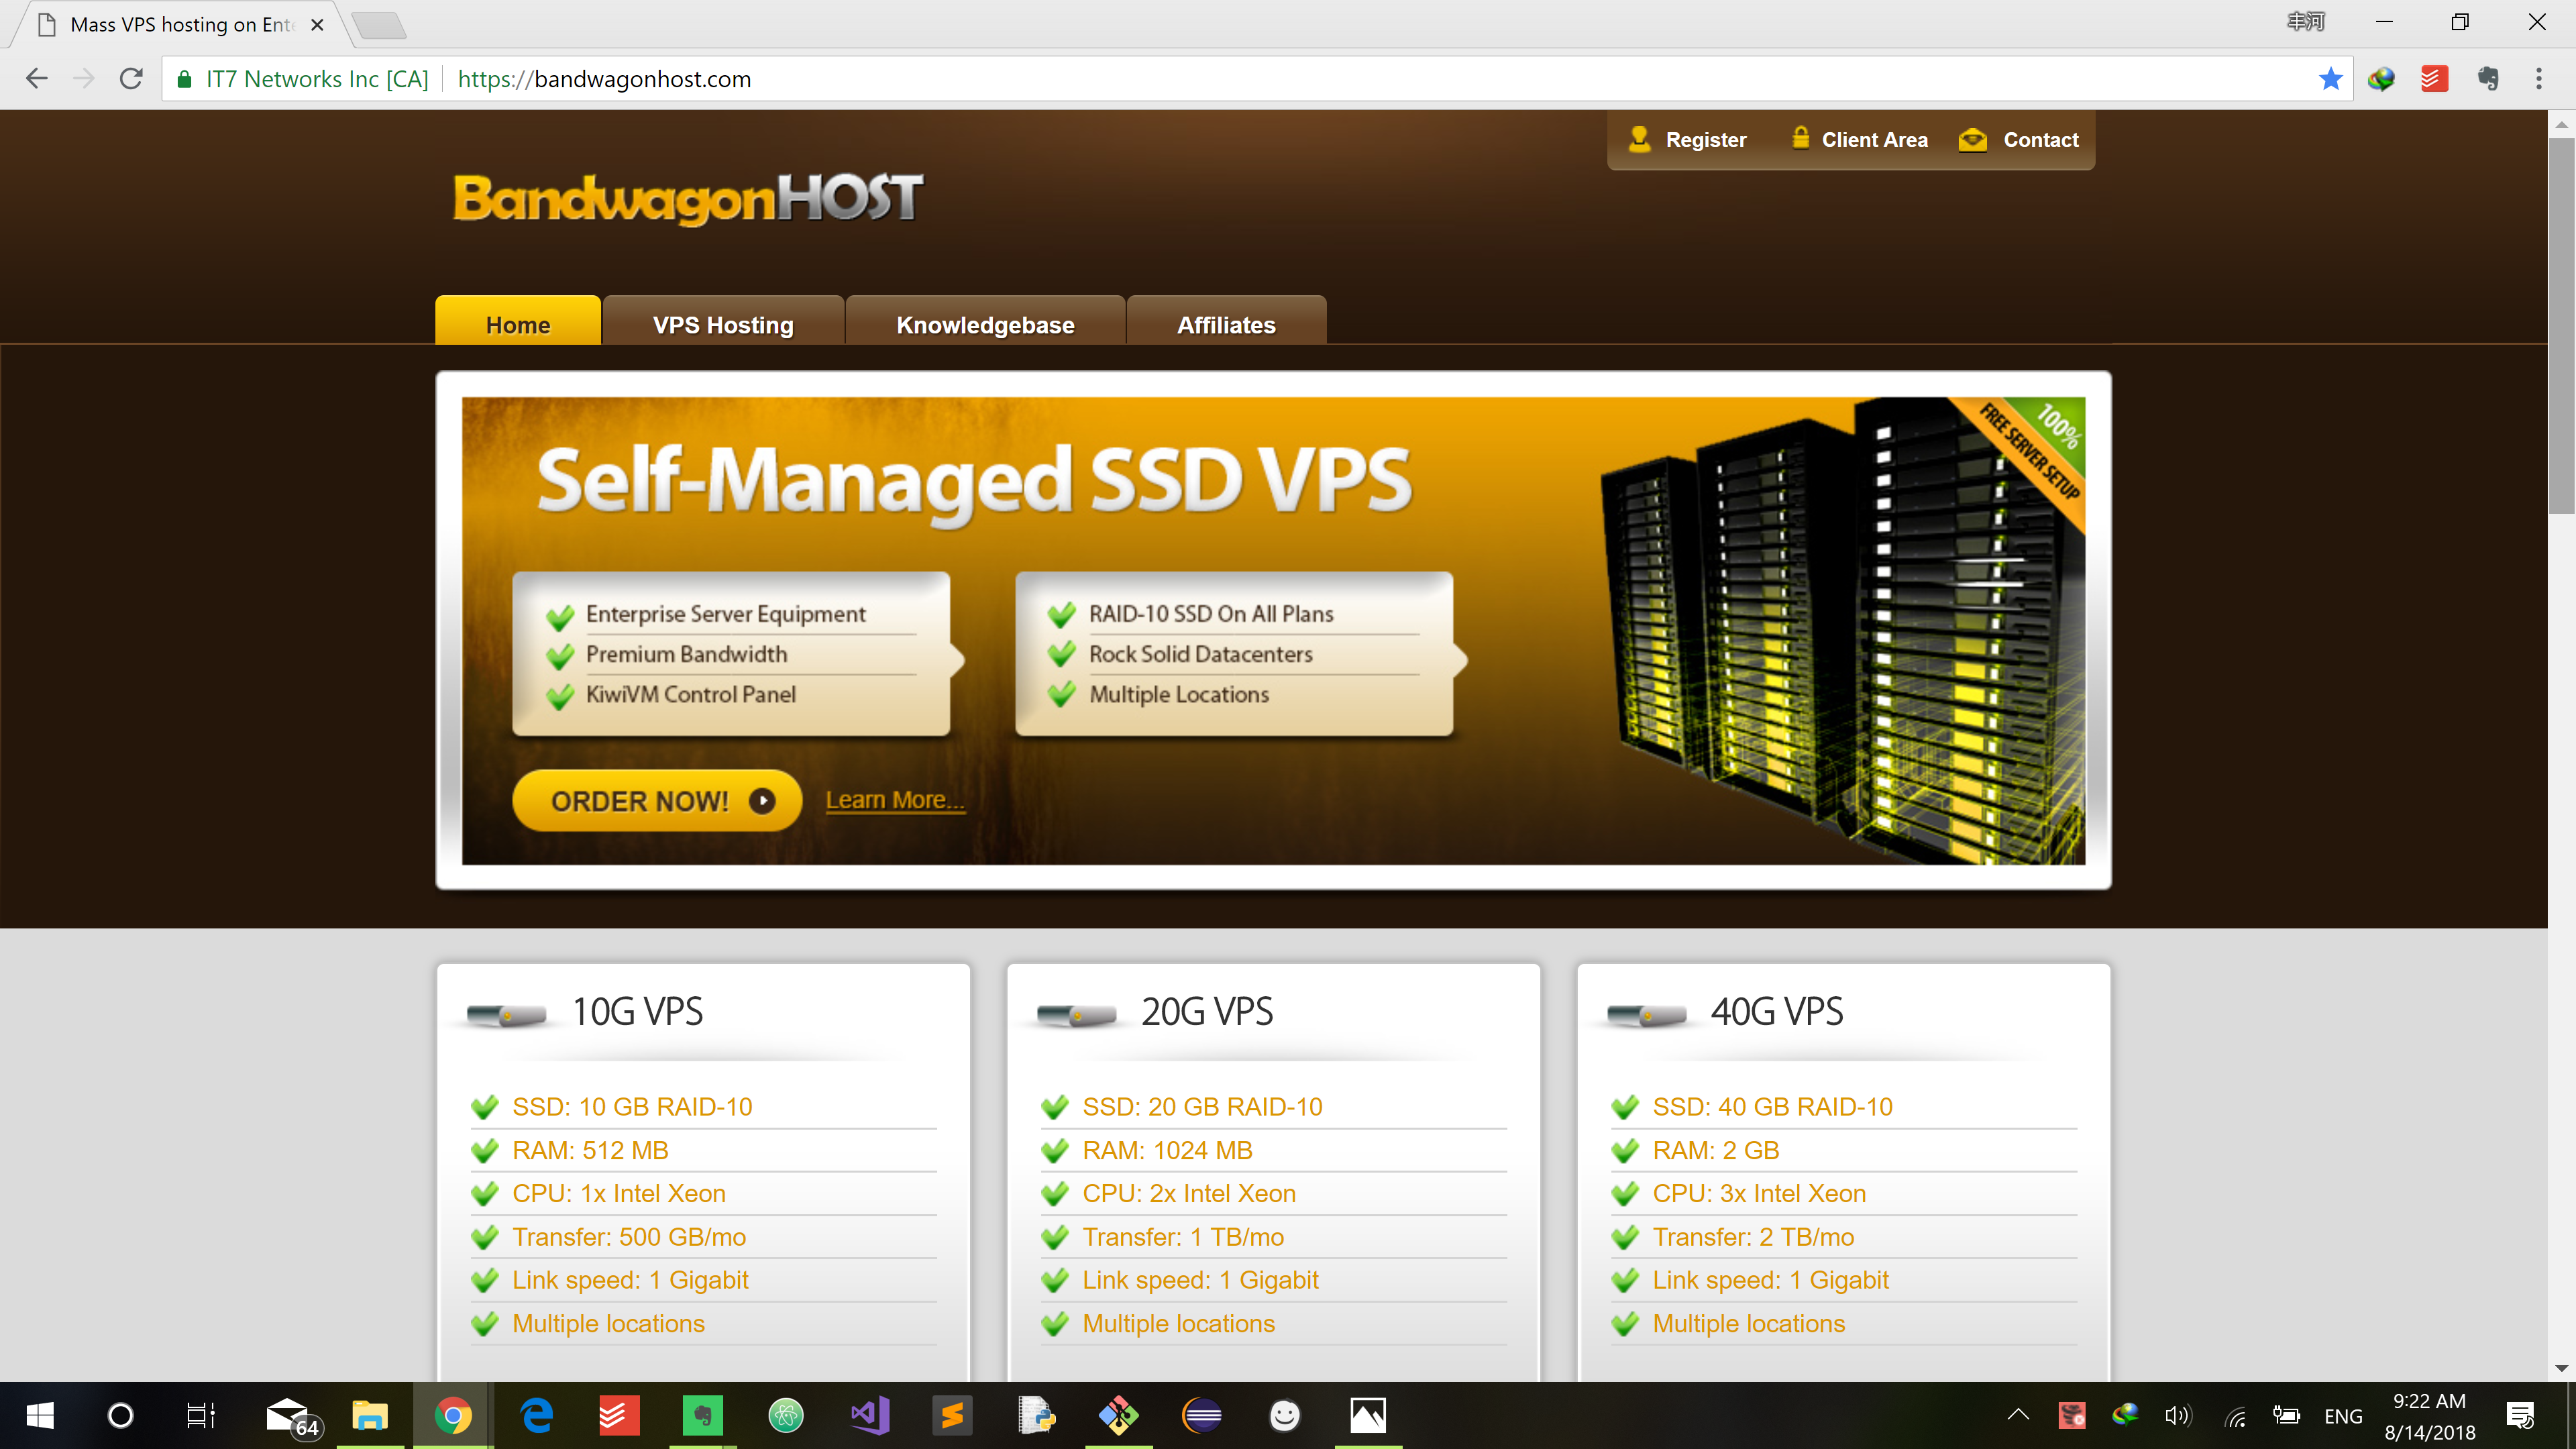 Mass VPS hosting on Ente
丰河
IT7 Networks Inc [CA]
https://bandwagonhost.com
Register
Client Area
Contact
BandwagonHOST
Home
VPS Hosting
Knowledgebase
Affiliates
Self-Managed SSD VPS
100%
FREE SERVER SETUP
Enterprise Server Equipment
Premium Bandwidth
KiwiVM Control Panel
RAID-10 SSD On All Plans
Rock Solid Datacenters
Multiple Locations
ORDER NOW!
Learn More...
10G VPS
SSD: 10 GB RAID-10
RAM: 512 MB
CPU: 1x Intel Xeon
Transfer: 500 GB/mo
Link speed: 1 Gigabit
Multiple locations
20G VPS
SSD: 20 GB RAID-10
RAM: 1024 MB
CPU: 2x Intel Xeon
Transfer: 1 TB/mo
Link speed: 1 Gigabit
Multiple locations
40G VPS
SSD: 40 GB RAID-10
RAM: 2 GB
CPU: 3x Intel Xeon
Transfer: 2 TB/mo
Link speed: 1 Gigabit
Multiple locations
64
ENG
9:22 AM
8/14/2018